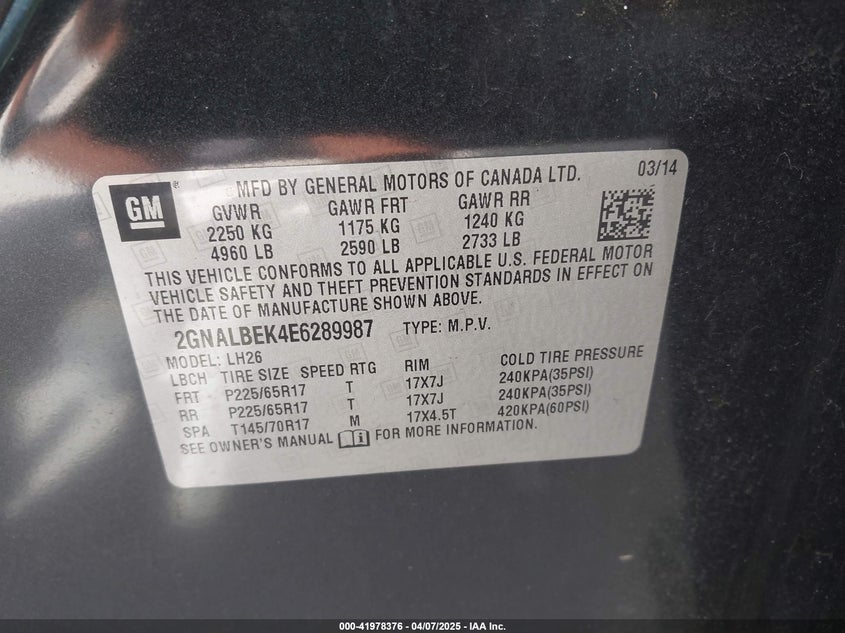 GM
®
MFD BY GENERAL MOTORS OF CANADA LTD. 03/14
GVWR GAWR FRT GAWR RR
2250 KG 1175 KG 1240 KG
4960 LB 2590 LB 2733 LB
THIS VEHICLE CONFORMS TO ALL APPLICABLE U.S. FEDERAL MOTOR
VEHICLE SAFETY AND THEFT PREVENTION STANDARDS IN EFFECT ON
THE DATE OF MANUFACTURE SHOWN ABOVE.
2GNALBEK4E6289987 TYPE: M.P.V.
MODEL: LH26
LBCH TIRE SIZE SPEED RTG RIM COLD TIRE PRESSURE
FRT P225/65R17 T 17X7J 240KPA(35PSI)
RR P225/65R17 T 17X7J 240KPA(35PSI)
SPA T145/70R17 M 17X4.5T 420KPA(60PSI)
SEE OWNER'S MANUAL FOR MORE INFORMATION.
000-41978376 - 04/07/2025 - IAA Inc.